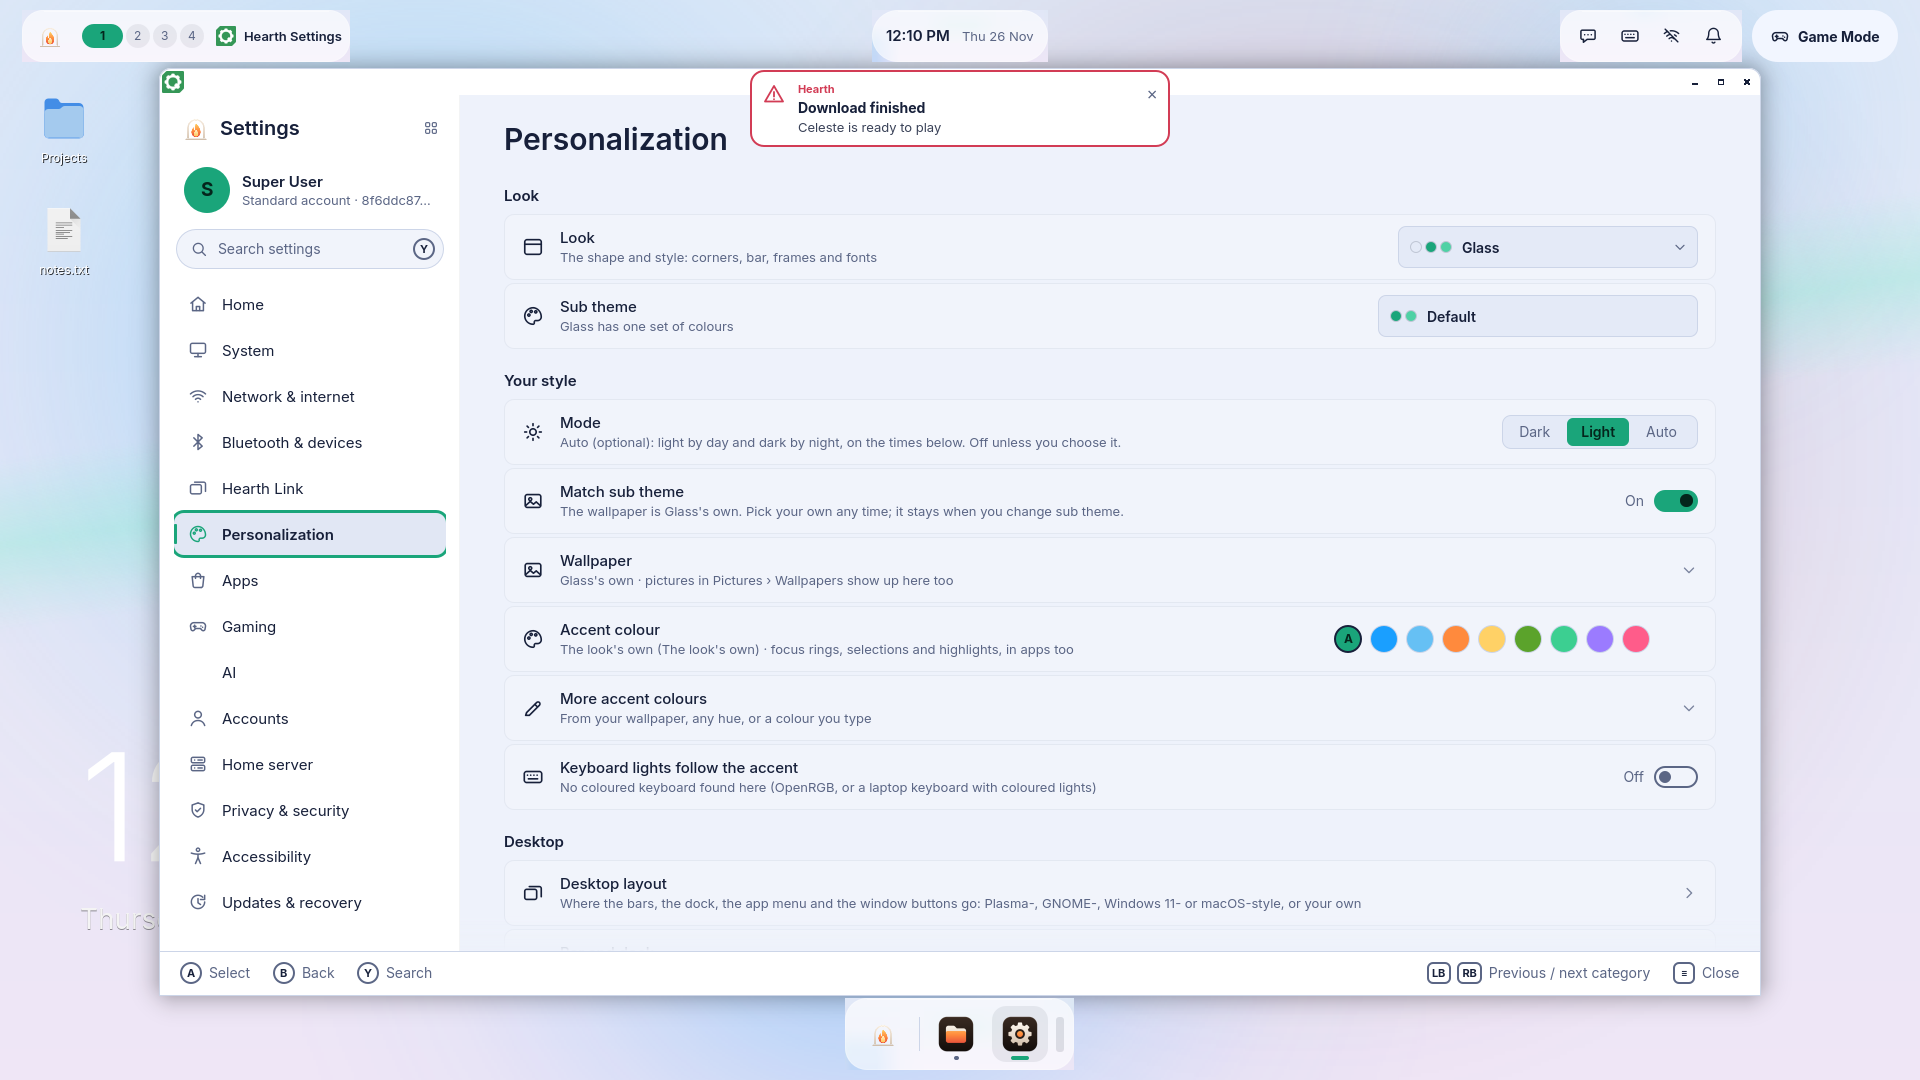 1 2 3 4 Hearth Settings
12:10 PM Thu 26 Nov
Game Mode
Projects
notes.txt
Hearth
Download finished
Celeste is ready to play
Settings
S
Super User
Standard account · 8f6ddc87...
Search settings Y
Home
System
Network & internet
Bluetooth & devices
Hearth Link
Personalization
Apps
Gaming
AI
Accounts
Home server
Privacy & security
Accessibility
Updates & recovery
Personalization
Look
Look
The shape and style: corners, bar, frames and fonts
Glass
Sub theme
Glass has one set of colours
Default
Your style
Mode
Auto (optional): light by day and dark by night, on the times below. Off unless you choose it.
Dark Light Auto
Match sub theme
The wallpaper is Glass's own. Pick your own any time; it stays when you change sub theme.
On
Wallpaper
Glass's own · pictures in Pictures › Wallpapers show up here too
Accent colour
The look's own (The look's own) · focus rings, selections and highlights, in apps too
A
More accent colours
From your wallpaper, any hue, or a colour you type
Keyboard lights follow the accent
No coloured keyboard found here (OpenRGB, or a laptop keyboard with coloured lights)
Off
Desktop
Desktop layout
Where the bars, the dock, the app menu and the window buttons go: Plasma-, GNOME-, Windows 11- or macOS-style, or your own
A Select B Back Y Search
LB RB Previous / next category Close